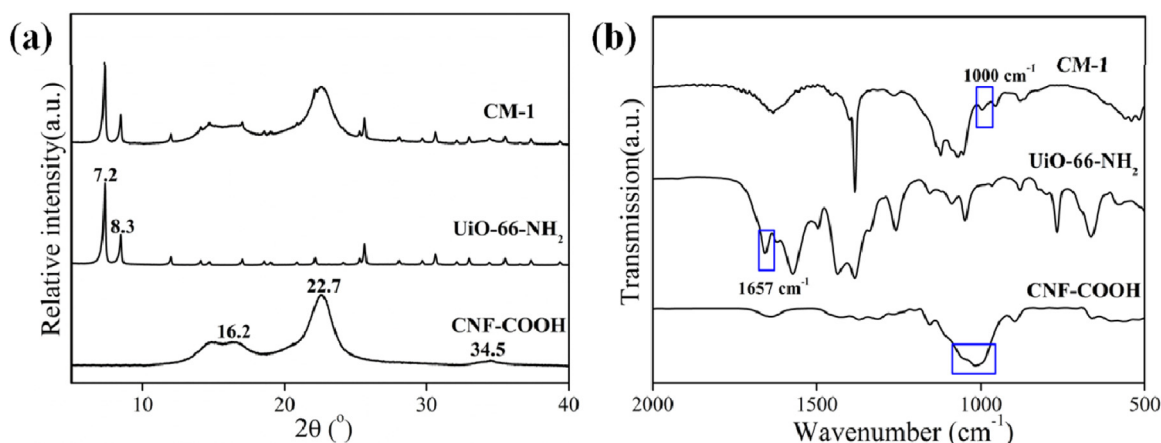 (a)
Relative intensity(a.u.)
CM-1
7.2
8.3
UiO-66-NH₂
22.7
16.2
CNF-COOH
34.5
10
20
30
40
2θ (°)
(b)
Transmission(a.u.)
1000 cm⁻¹
CM-1
UiO-66-NH₂
1657 cm⁻¹
CNF-COOH
2000
1500
1000
500
Wavenumber (cm⁻¹)